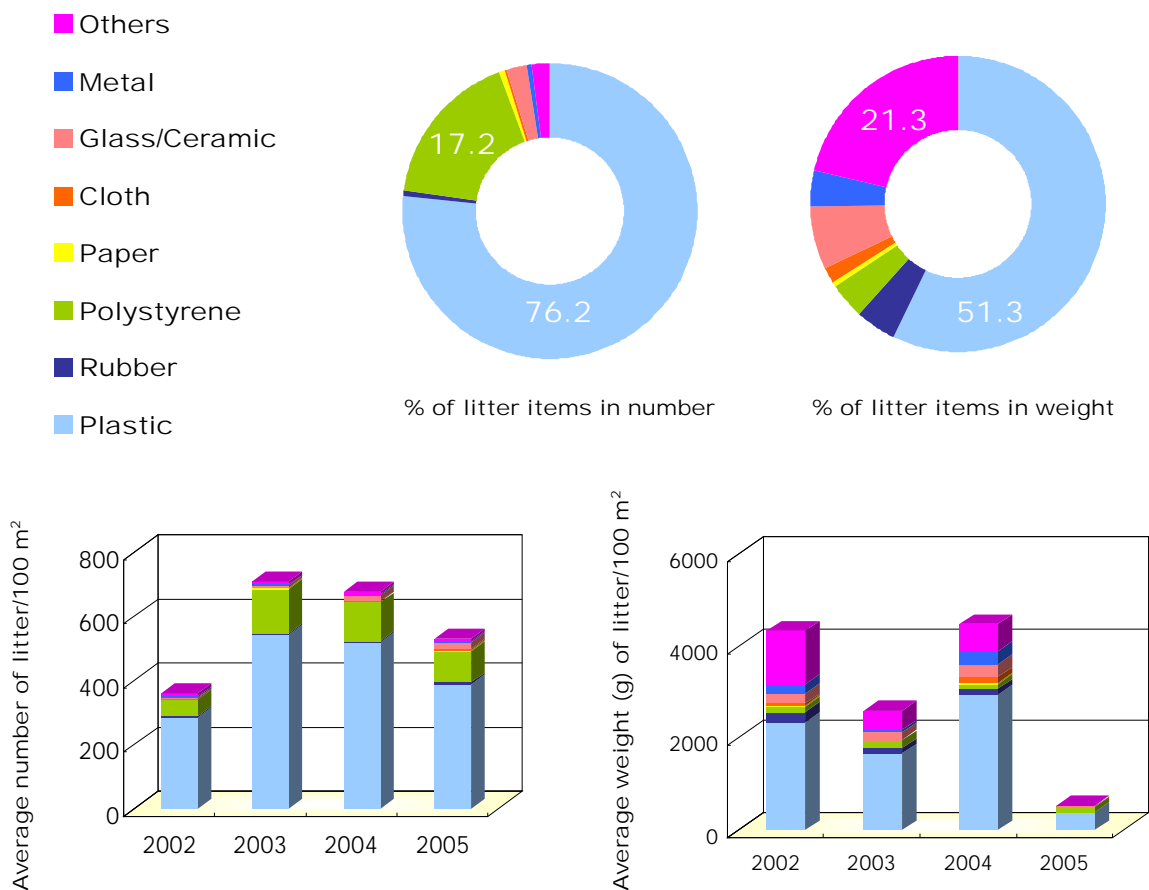 Others
Metal
Glass/Ceramic
Cloth
Paper
Polystyrene
Rubber
Plastic
17.2
76.2
% of litter items in number
21.3
51.3
% of litter items in weight
Average number of litter/100 m²
800
600
400
200
0
2002 2003 2004 2005
Average weight (g) of litter/100 m²
6000
4000
2000
0
2002 2003 2004 2005